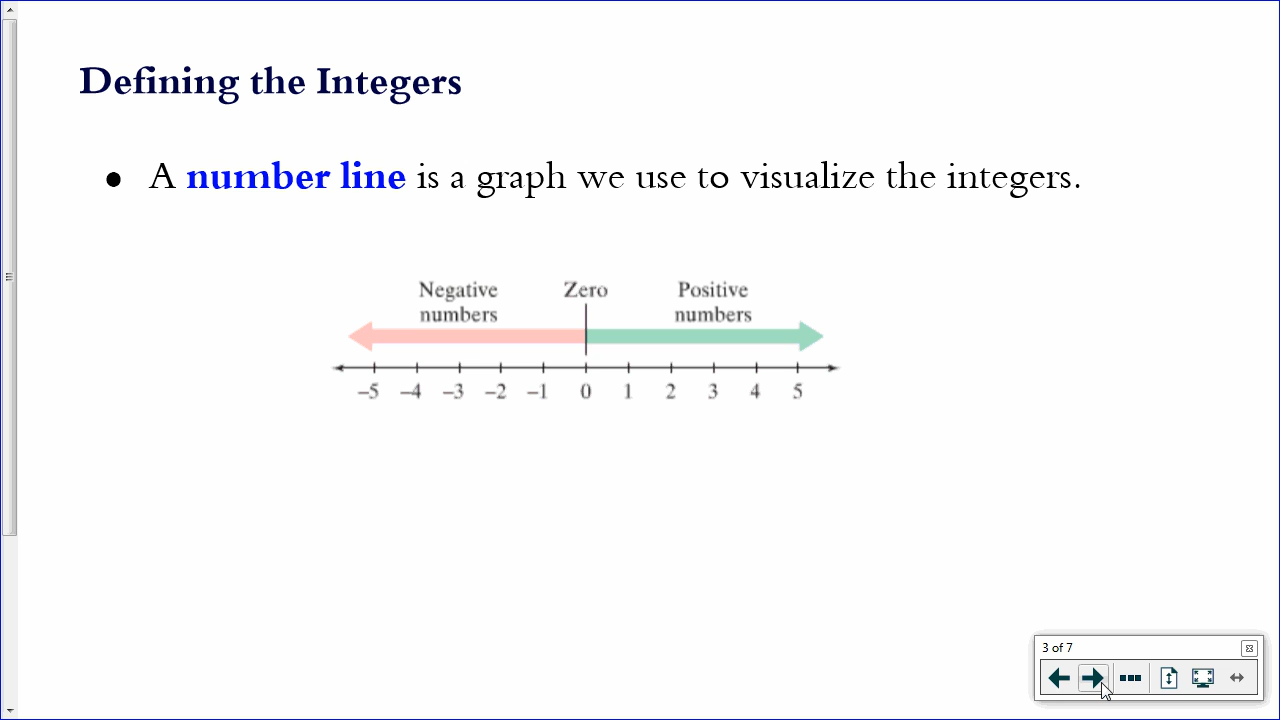 Defining the Integers
● A number line is a graph we use to visualize the integers.
Negative numbers Zero Positive numbers
–5 –4 –3 –2 –1 0 1 2 3 4 5
3 of 7